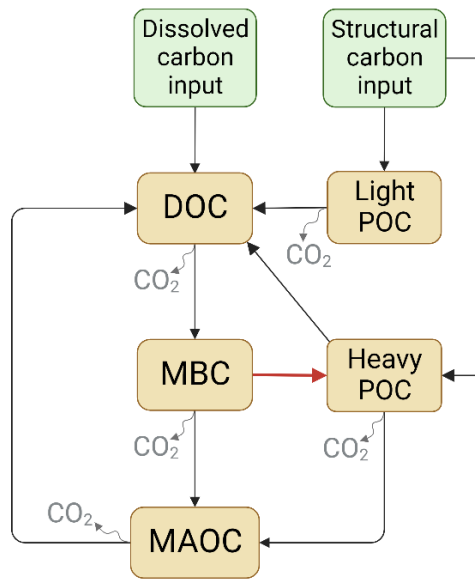 Dissolved
carbon
input
Structural
carbon
input
DOC
Light
POC
CO₂
CO₂
MBC
Heavy
POC
CO₂
CO₂
CO₂
MAOC